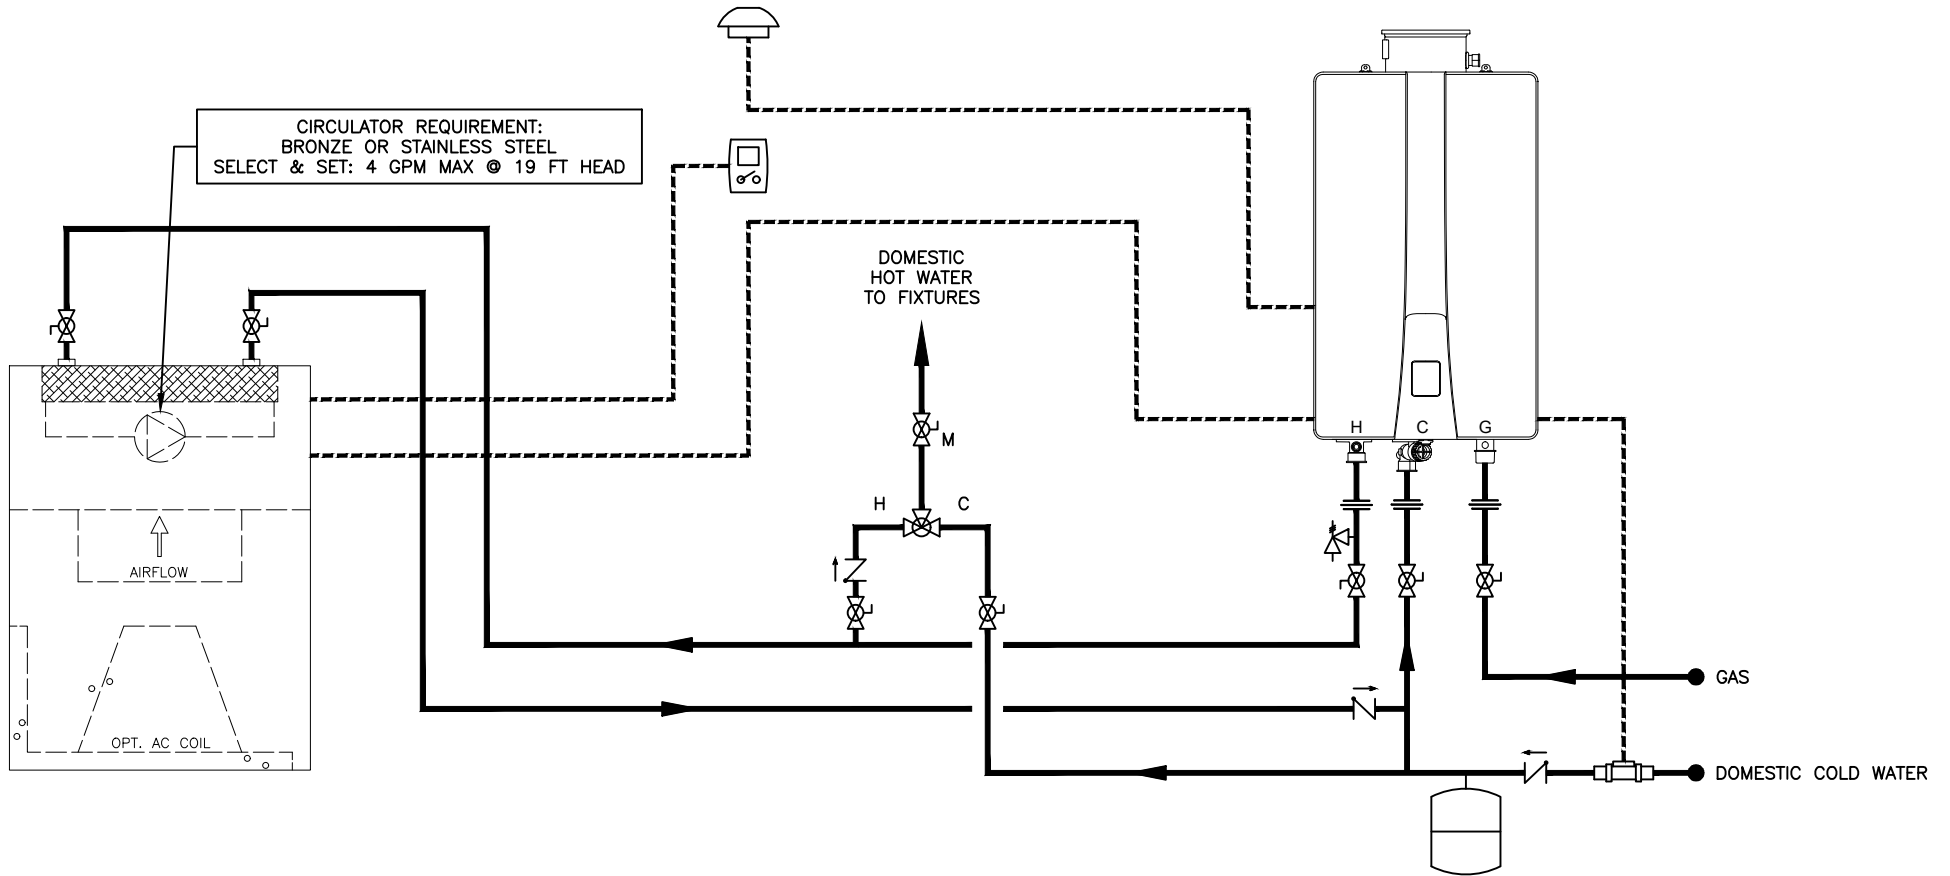 CIRCULATOR REQUIREMENT:
BRONZE OR STAINLESS STEEL
SELECT & SET: 4 GPM MAX @ 19 FT HEAD
DOMESTIC
HOT WATER
TO FIXTURES
H C G
M
H C
AIRFLOW
OPT. AC COIL
GAS
DOMESTIC COLD WATER